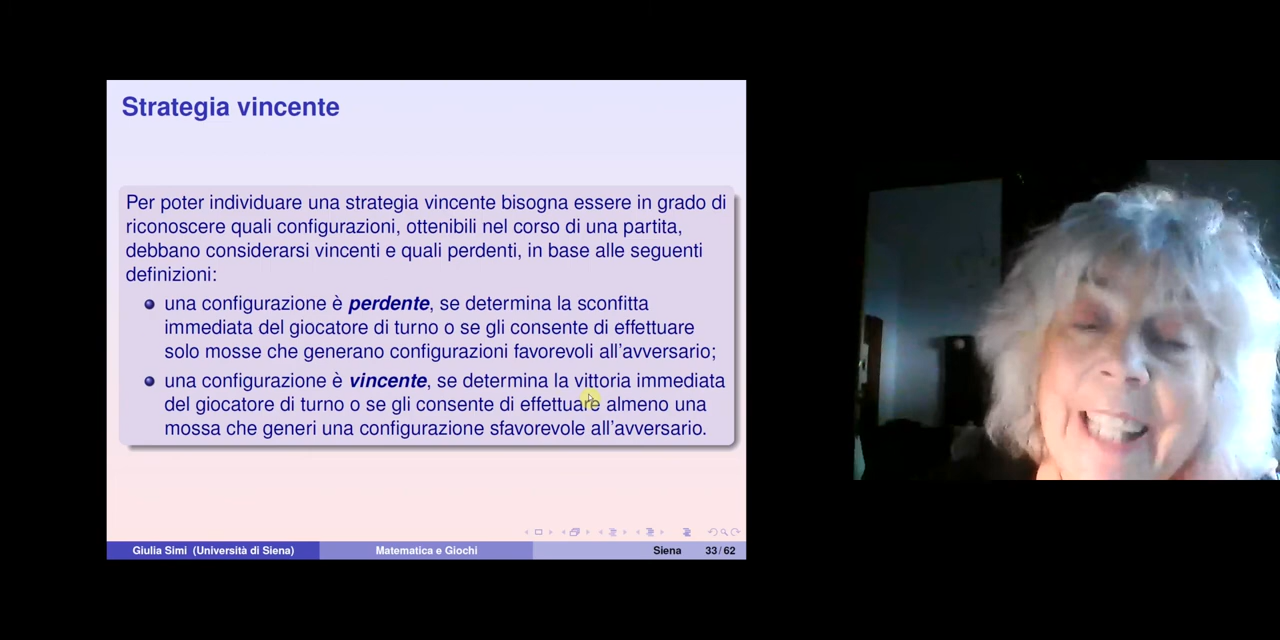 Strategia vincente
Per poter individuare una strategia vincente bisogna essere in grado di
riconoscere quali configurazioni, ottenibili nel corso di una partita,
debbano considerarsi vincenti e quali perdenti, in base alle seguenti
definizioni:
una configurazione è perdente, se determina la sconfitta
immediata del giocatore di turno o se gli consente di effettuare
solo mosse che generano configurazioni favorevoli all'avversario;
una configurazione è vincente, se determina la vittoria immediata
del giocatore di turno o se gli consente di effettuare almeno una
mossa che generi una configurazione sfavorevole all'avversario.
Giulia Simi (Università di Siena) Matematica e Giochi Siena 33 / 62